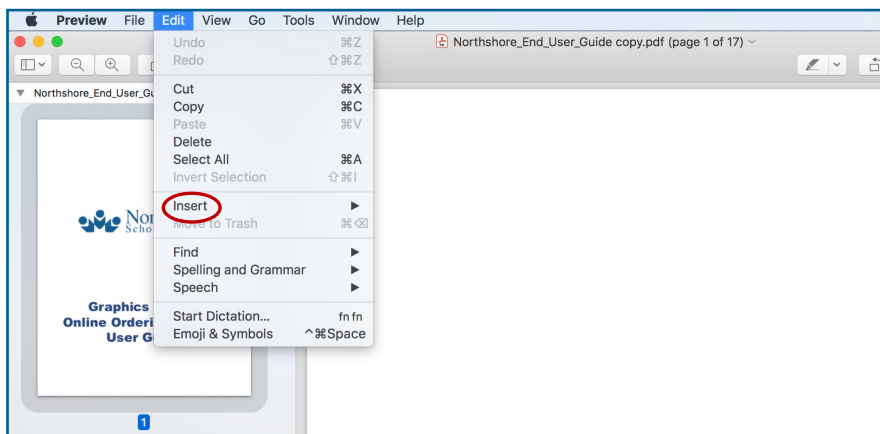 Preview File Edit View Go Tools Window Help
Northshore_End_User_Guide copy.pdf (page 1 of 17)
Northshore_End_User_Gu
Undo ⌘Z
Redo ⇧⌘Z
Cut ⌘X
Copy ⌘C
Paste ⌘V
Delete
Select All ⌘A
Invert Selection ⇧⌘I
Insert ▶
Move to Trash ⌘⌫
Find ▶
Spelling and Grammar ▶
Speech ▶
Start Dictation... fn fn
Emoji & Symbols ^⌘Space
Nor
Schoo
Graphics
Online Orderi
User G
1